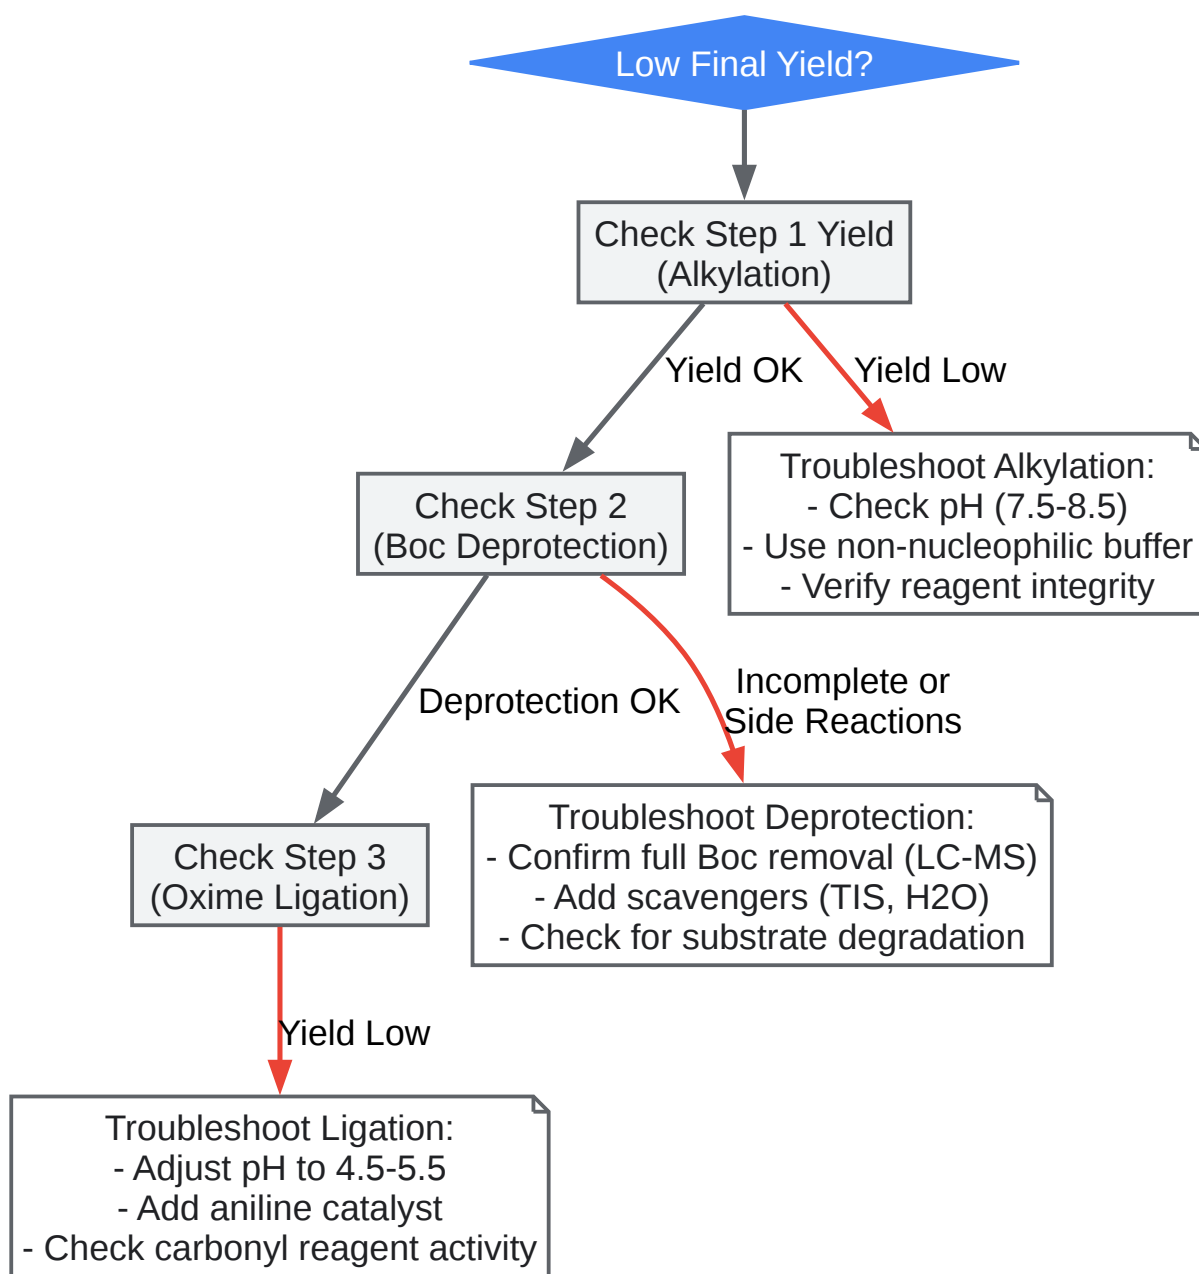 Low Final Yield?
Check Step 1 Yield
(Alkylation)
Yield OK
Yield Low
Troubleshoot Alkylation:
- Check pH (7.5-8.5)
- Use non-nucleophilic buffer
- Verify reagent integrity
Check Step 2
(Boc Deprotection)
Deprotection OK
Incomplete or
Side Reactions
Troubleshoot Deprotection:
- Confirm full Boc removal (LC-MS)
- Add scavengers (TIS, H2O)
- Check for substrate degradation
Check Step 3
(Oxime Ligation)
Yield Low
Troubleshoot Ligation:
- Adjust pH to 4.5-5.5
- Add aniline catalyst
- Check carbonyl reagent activity